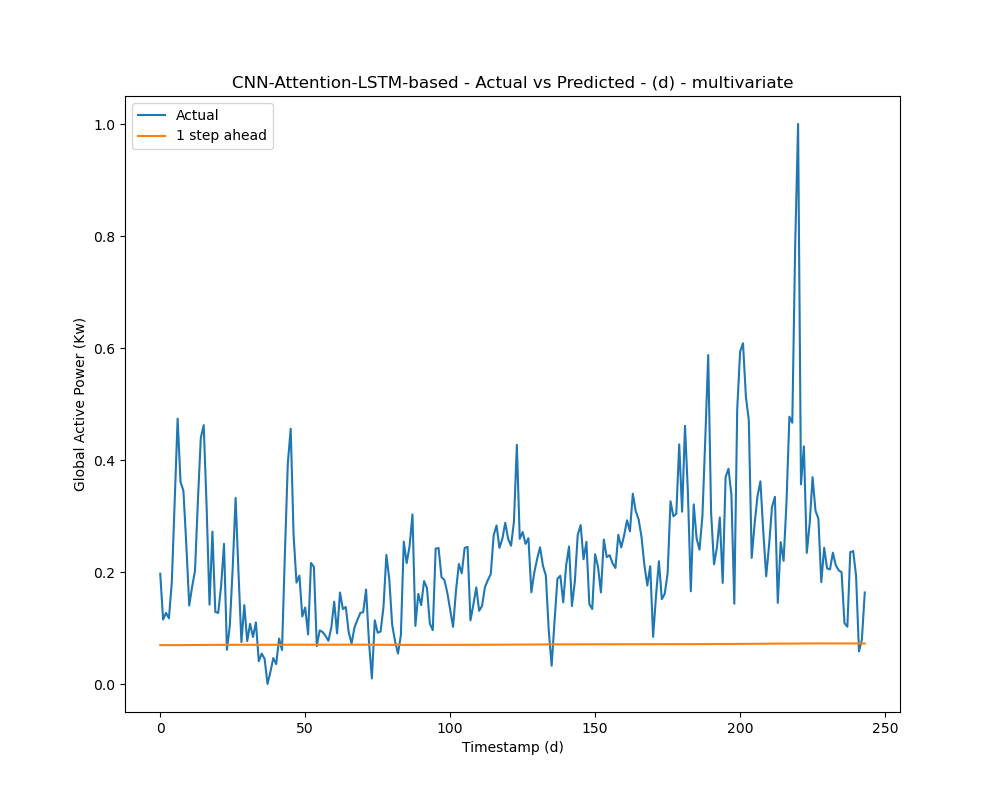 CNN-Attention-LSTM-based - Actual vs Predicted - (d) - multivariate
Actual
1 step ahead
1.0
0.8
0.6
0.4
0.2
0.0
Global Active Power (Kw)
0 50 100 150 200 250
Timestamp (d)